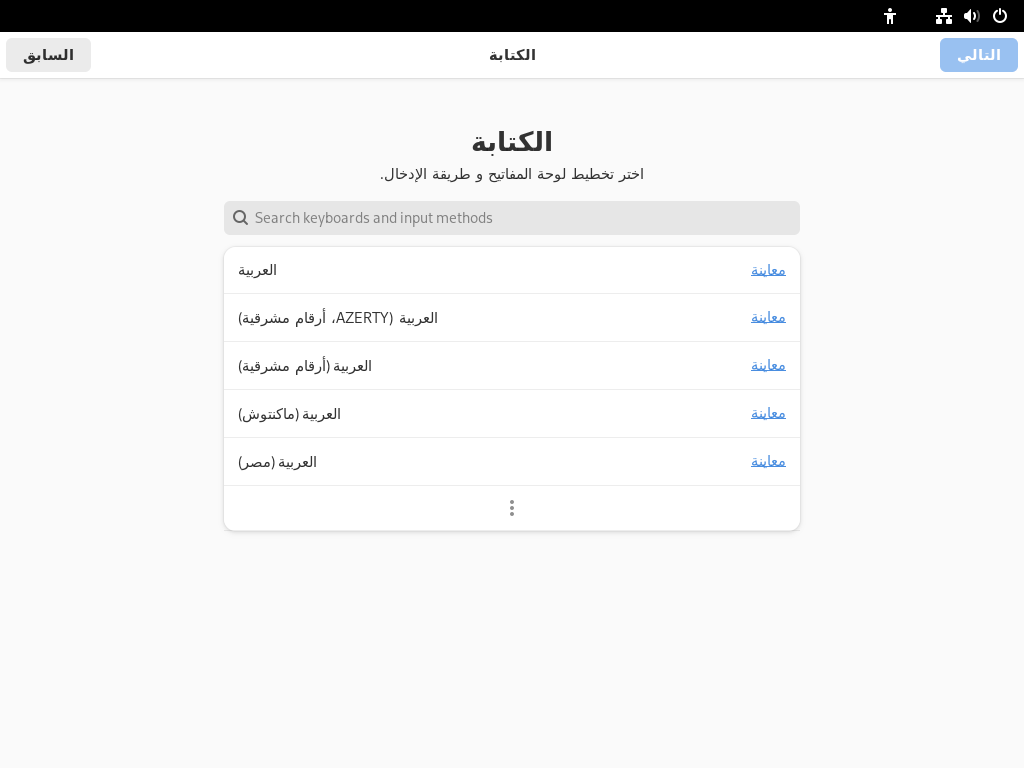 السابق
الكتابة
التالي
الكتابة
اختر تخطيط لوحة المفاتيح و طريقة الإدخال.
Search keyboards and input methods
العربية
معاينة
العربية (AZERTY، أرقام مشرقية)
معاينة
العربية (أرقام مشرقية)
معاينة
العربية (ماكنتوش)
معاينة
العربية (مصر)
معاينة